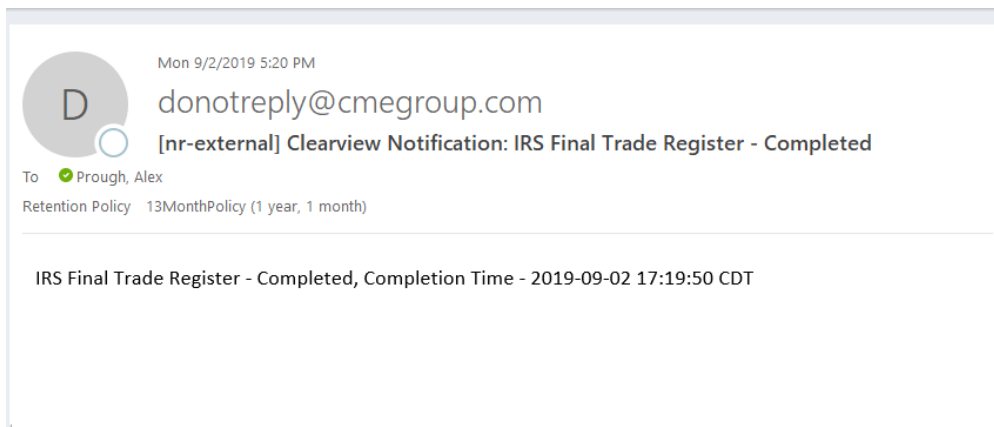 Mon 9/2/2019 5:20 PM
D
donotreply@cmegroup.com
[nr-external] Clearview Notification: IRS Final Trade Register - Completed
To Prough, Alex
Retention Policy 13MonthPolicy (1 year, 1 month)
IRS Final Trade Register - Completed, Completion Time - 2019-09-02 17:19:50 CDT